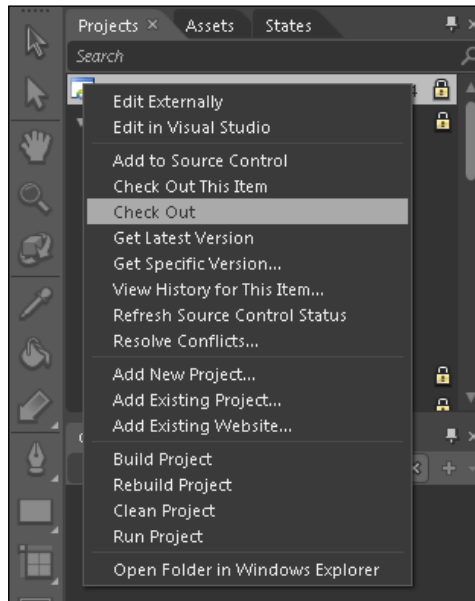 Projects × Assets States
Search
Edit Externally
Edit in Visual Studio
Add to Source Control
Check Out This Item
Check Out
Get Latest Version
Get Specific Version...
View History for This Item...
Refresh Source Control Status
Resolve Conflicts...
Add New Project...
Add Existing Project...
Add Existing Website...
Build Project
Rebuild Project
Clean Project
Run Project
Open Folder in Windows Explorer